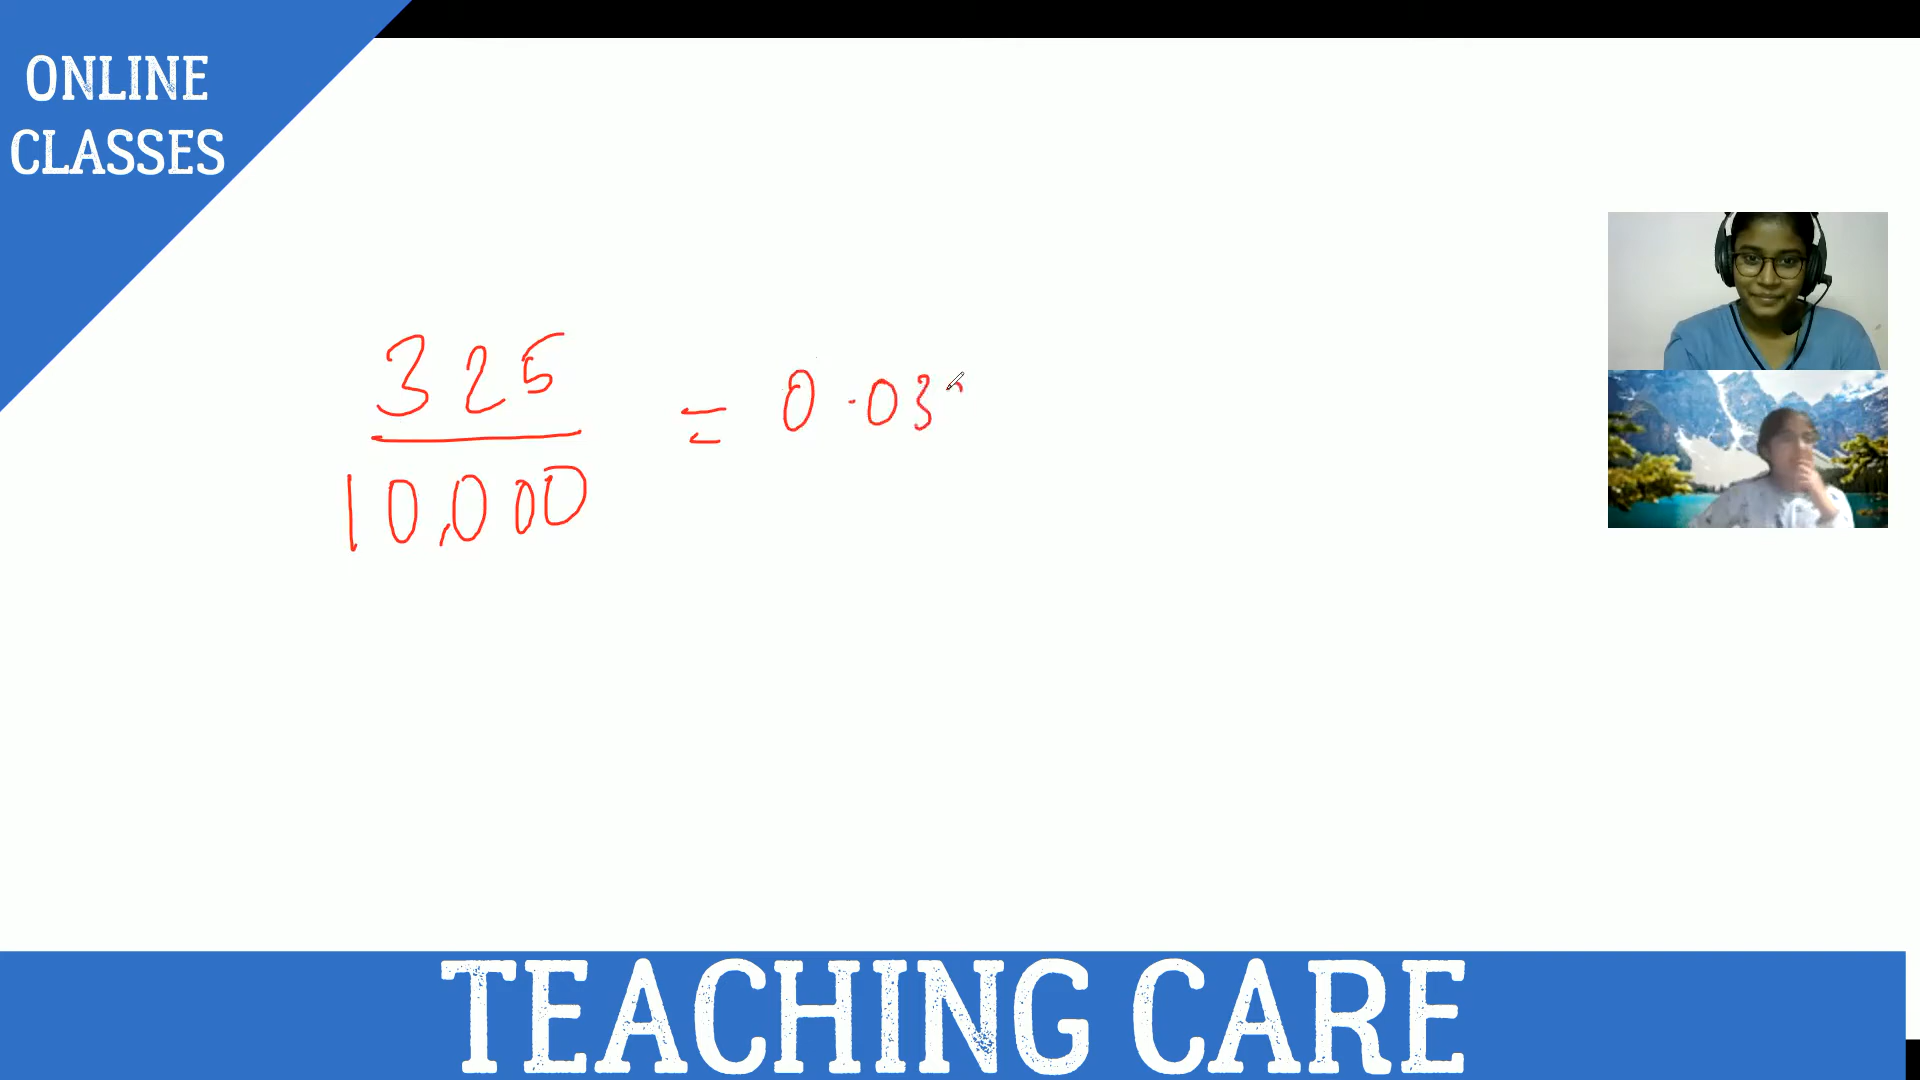 ONLINE
CLASSES
325
10,000
= 0.03
TEACHING CARE